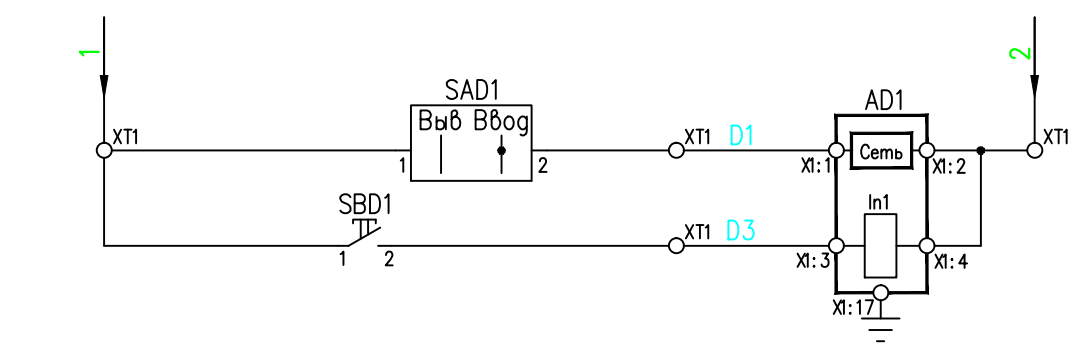 1
2
SAD1
AD1
XT1
Выв Ввод
XT1
D1
Сеть
XT1
1
2
X1:1
X1:2
SBD1
In1
XT1
D3
1
2
X1:3
X1:4
X1:17